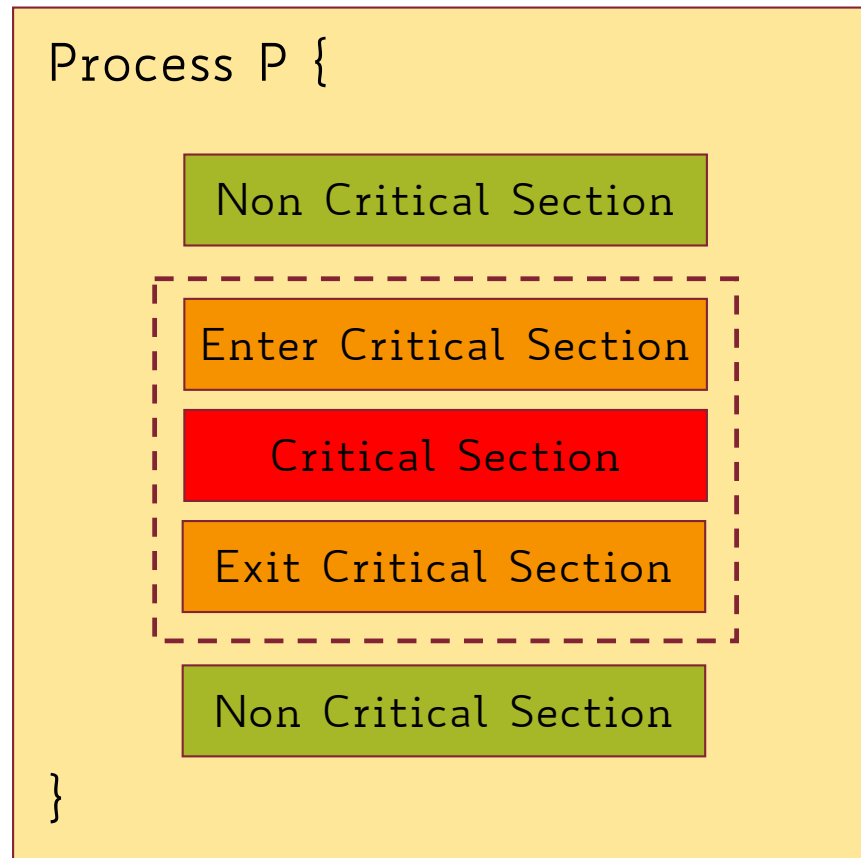 Process P {
Non Critical Section
Enter Critical Section
Critical Section
Exit Critical Section
Non Critical Section
}